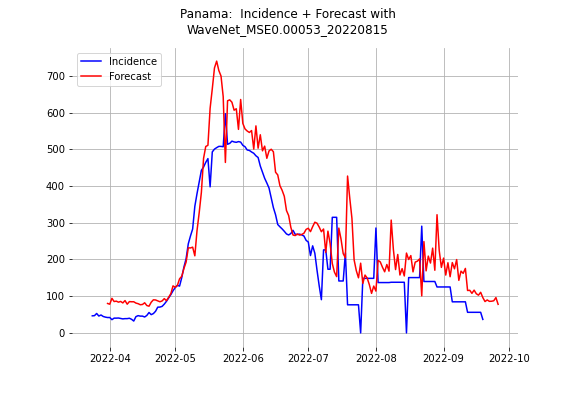 Panama:  Incidence + Forecast with
WaveNet_MSE0.00053_20220815
Incidence
Forecast
700
600
500
400
300
200
100
0
2022-04 2022-05 2022-06 2022-07 2022-08 2022-09 2022-10